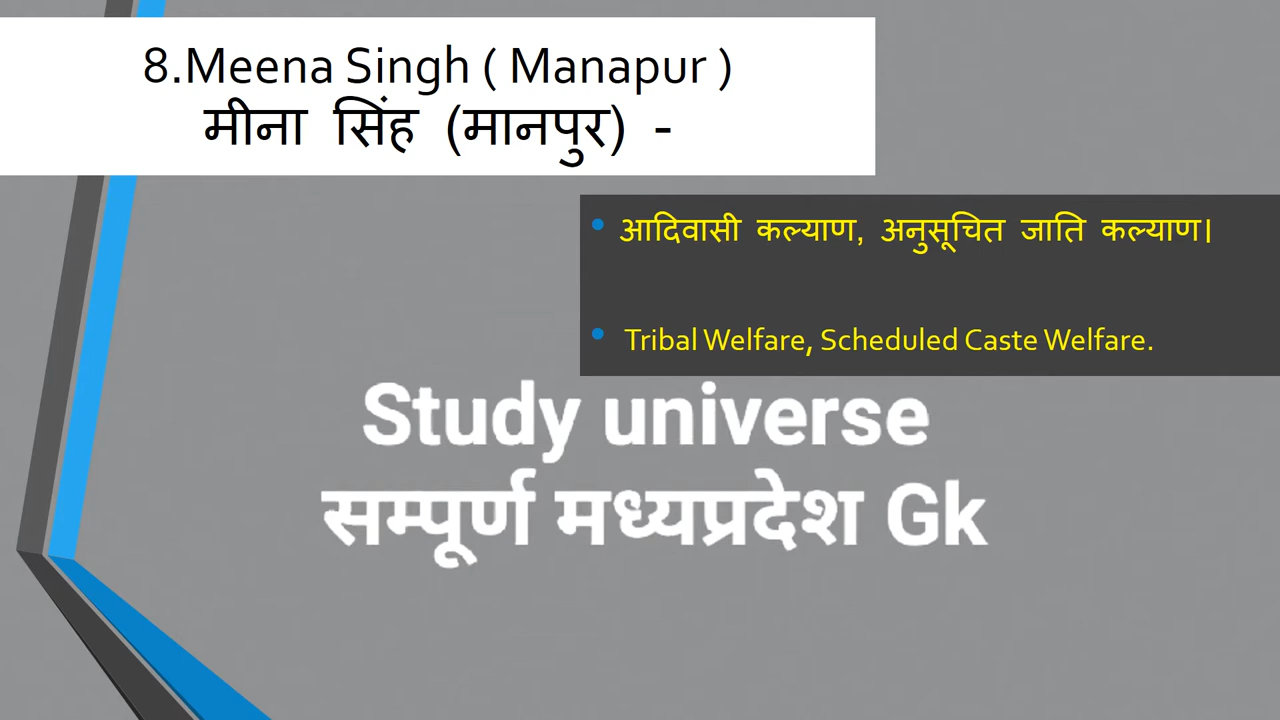 8.Meena Singh ( Manapur )
मीना सिंह (मानपुर) -
• आदिवासी कल्याण, अनुसूचित जाति कल्याण।
• Tribal Welfare, Scheduled Caste Welfare.
Study universe
सम्पूर्ण मध्यप्रदेश Gk